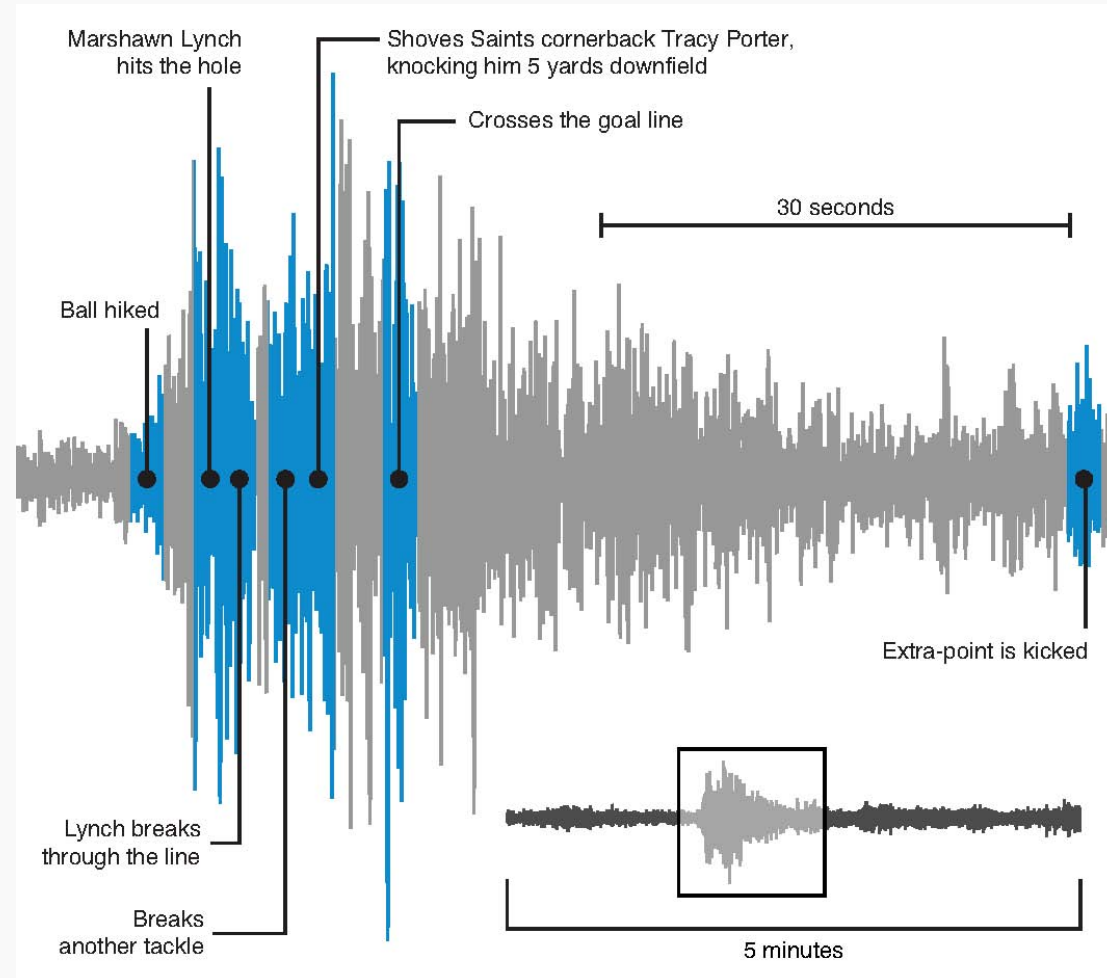 Marshawn Lynch
hits the hole
Shoves Saints cornerback Tracy Porter,
knocking him 5 yards downfield
Crosses the goal line
30 seconds
Ball hiked
Extra-point is kicked
Lynch breaks
through the line
Breaks
another tackle
5 minutes